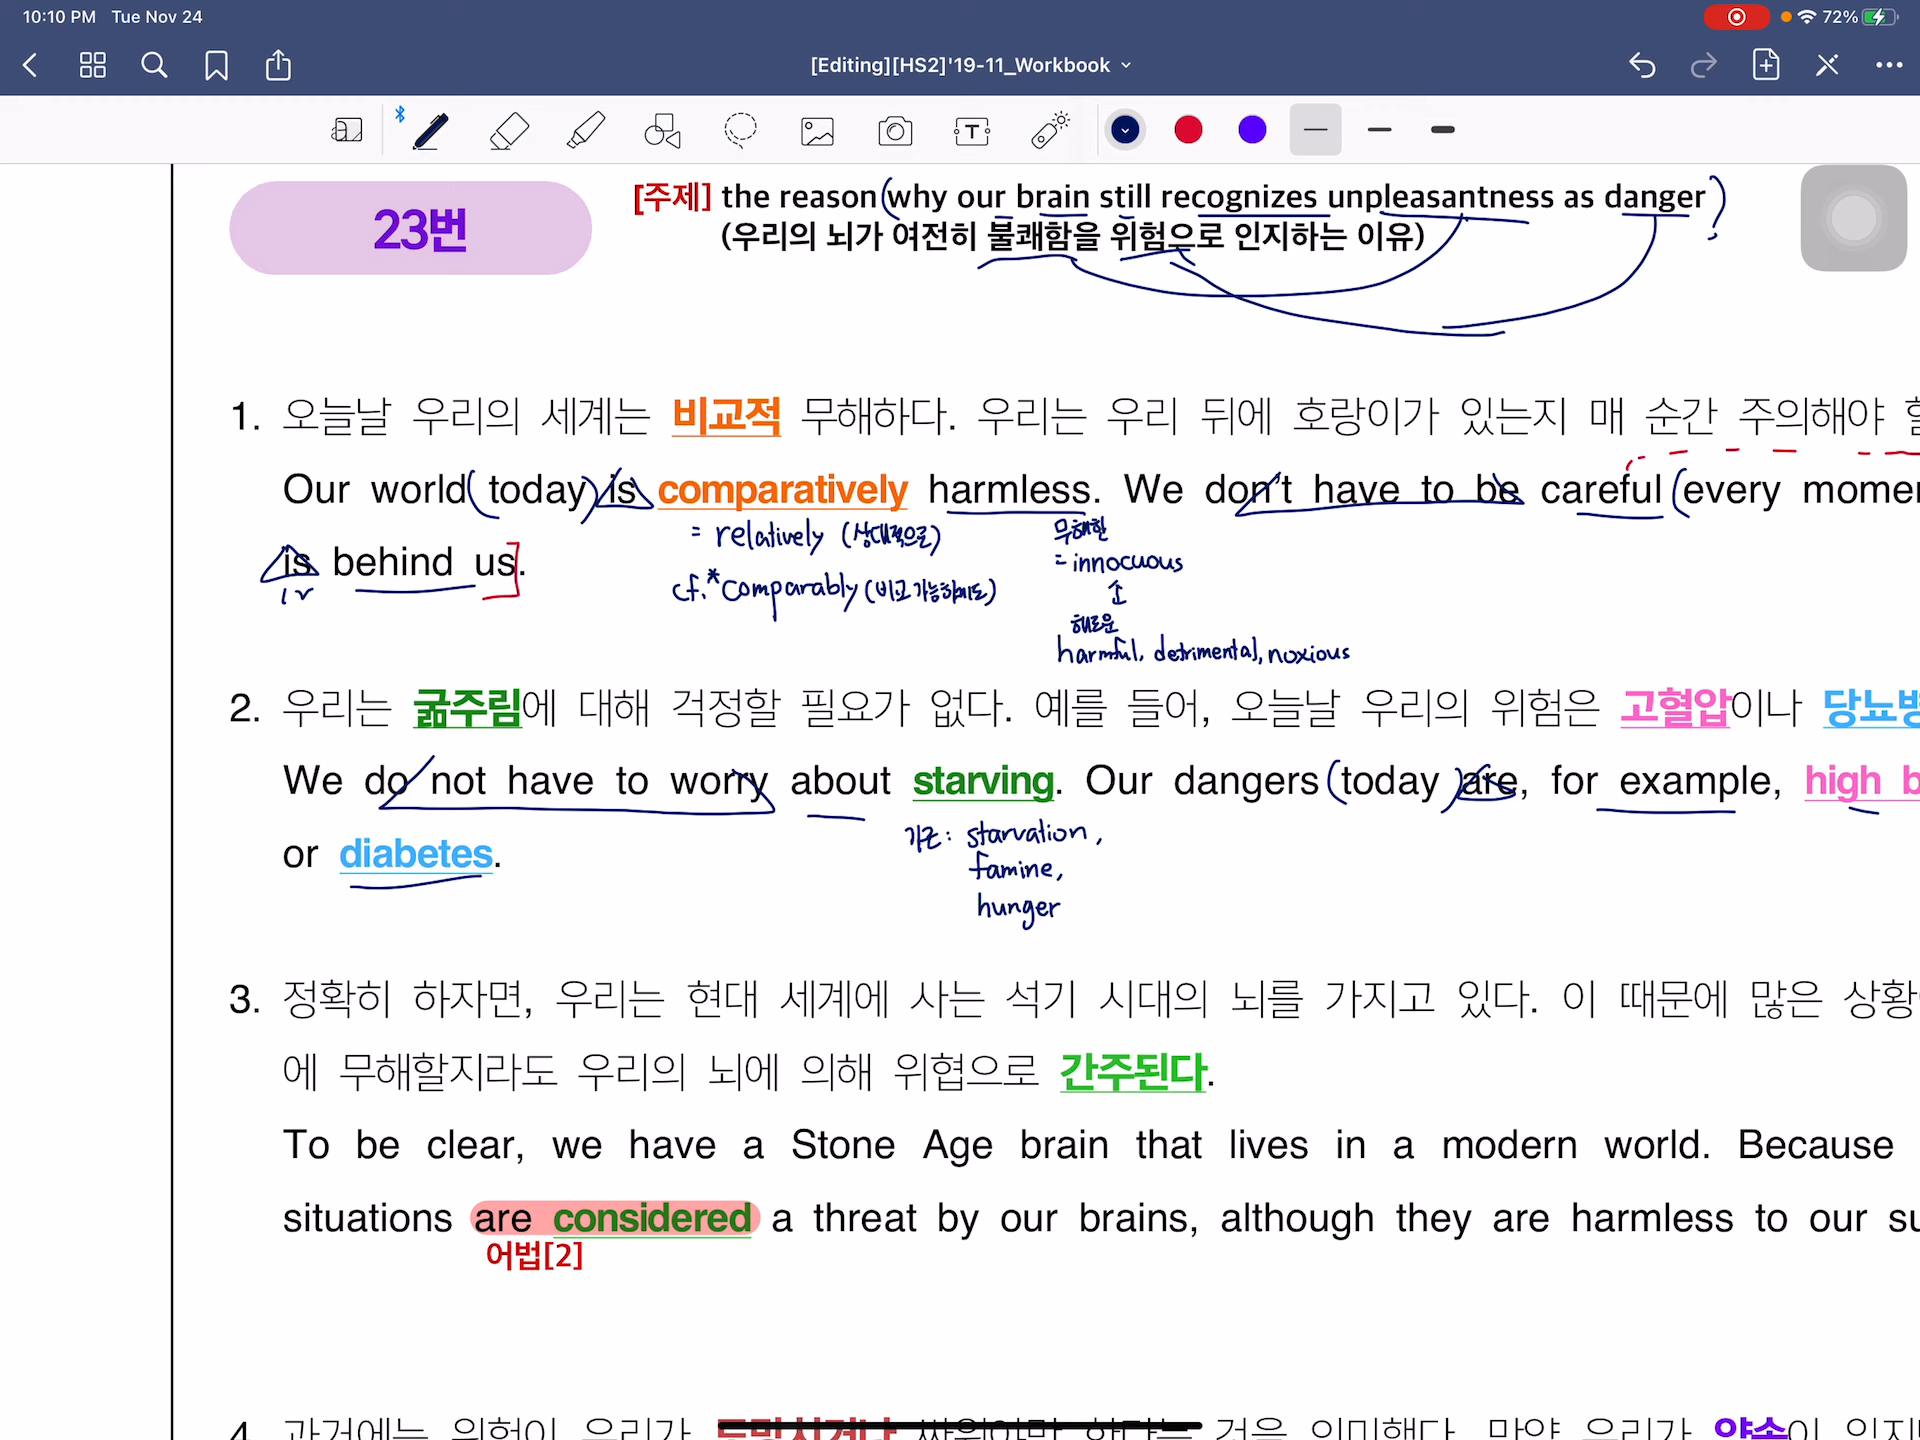 10:10 PM Tue Nov 24
72%
[Editing][HS2]'19-11_Workbook
23번
[주제] the reason (why our brain still recognizes unpleasantness as danger)?
(우리의 뇌가 여전히 불쾌함을 위험으로 인지하는 이유)
1. 오늘날 우리의 세계는 비교적 무해하다. 우리는 우리 뒤에 호랑이가 있는지 매 순간 주의해야
Our world (today) is comparatively harmless. We don't have to be careful (every
= relatively (상대적으로)
무해한
= innocuous
is behind us].
cf.* comparably (비교가능하게도)
해로운
harmful, detrimental, noxious
2. 우리는 굶주림에 대해 걱정할 필요가 없다. 예를 들어, 오늘날 우리의 위험은 고혈압이나
We do not have to worry about starving. Our dangers (today) are, for example, high
or diabetes.
starvation,
famine,
hunger
3. 정확히 하자면, 우리는 현대 세계에 사는 석기 시대의 뇌를 가지고 있다. 이 때문에 많은
에 무해할지라도 우리의 뇌에 의해 위협으로 간주된다.
To be clear, we have a Stone Age brain that lives in a modern world. Because
situations are considered a threat by our brains, although they are harmless to our
어법[2]
4. 과거에는 위험이 우리가